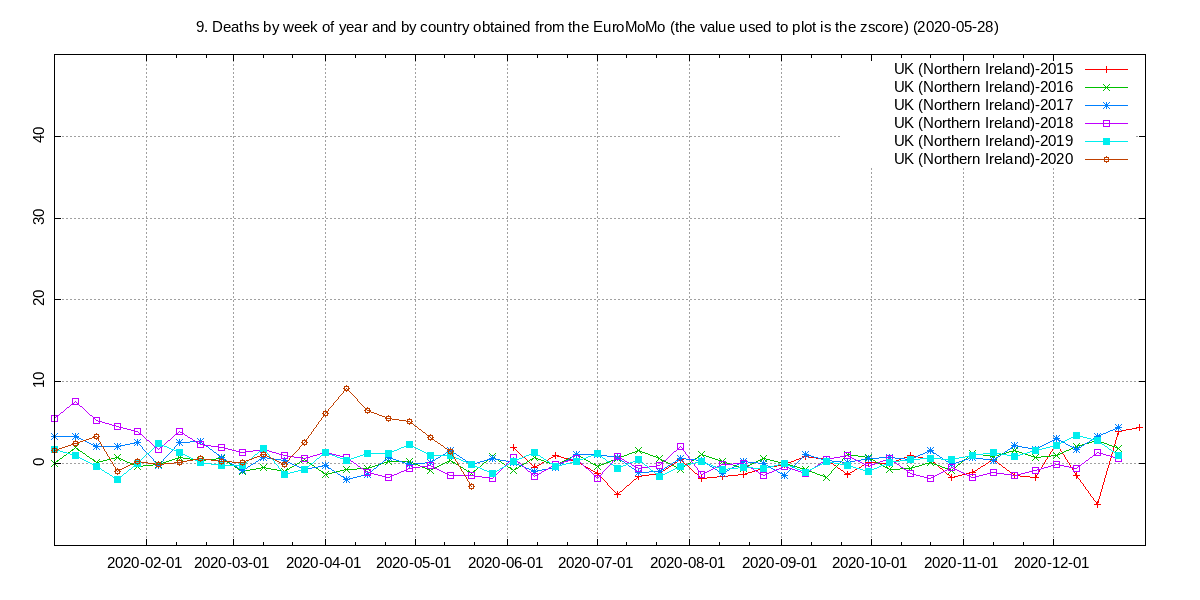 9. Deaths by week of year and by country obtained from the EuroMoMo (the value used to plot is the zscore) (2020-05-28)
UK (Northern Ireland)-2015
UK (Northern Ireland)-2016
UK (Northern Ireland)-2017
UK (Northern Ireland)-2018
UK (Northern Ireland)-2019
UK (Northern Ireland)-2020
40
30
20
10
0
2020-02-01 2020-03-01 2020-04-01 2020-05-01 2020-06-01 2020-07-01 2020-08-01 2020-09-01 2020-10-01 2020-11-01 2020-12-01